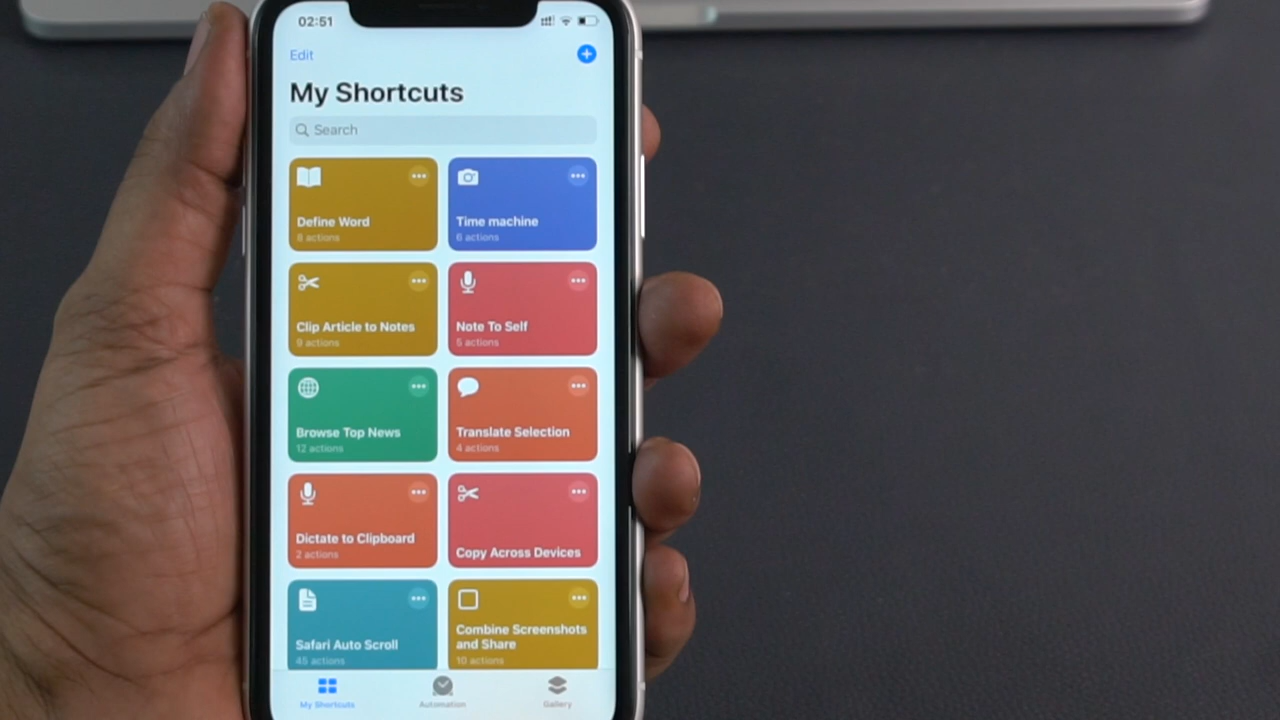 02:51
Edit
My Shortcuts
Search
Define Word
8 actions
Time machine
6 actions
Clip Article to Notes
9 actions
Note To Self
5 actions
Browse Top News
12 actions
Translate Selection
4 actions
Dictate to Clipboard
2 actions
Copy Across Devices
Safari Auto Scroll
45 actions
Combine Screenshots
and Share
10 actions
My Shortcuts
Automation
Gallery